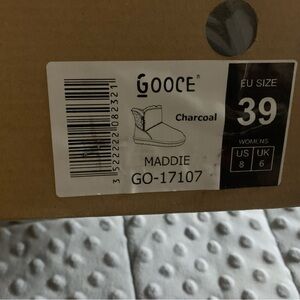 GOOCE®
EU SIZE
39
Charcoal
WOMENS
US UK
8 6
MADDIE
GO-17107
3 522222 082321